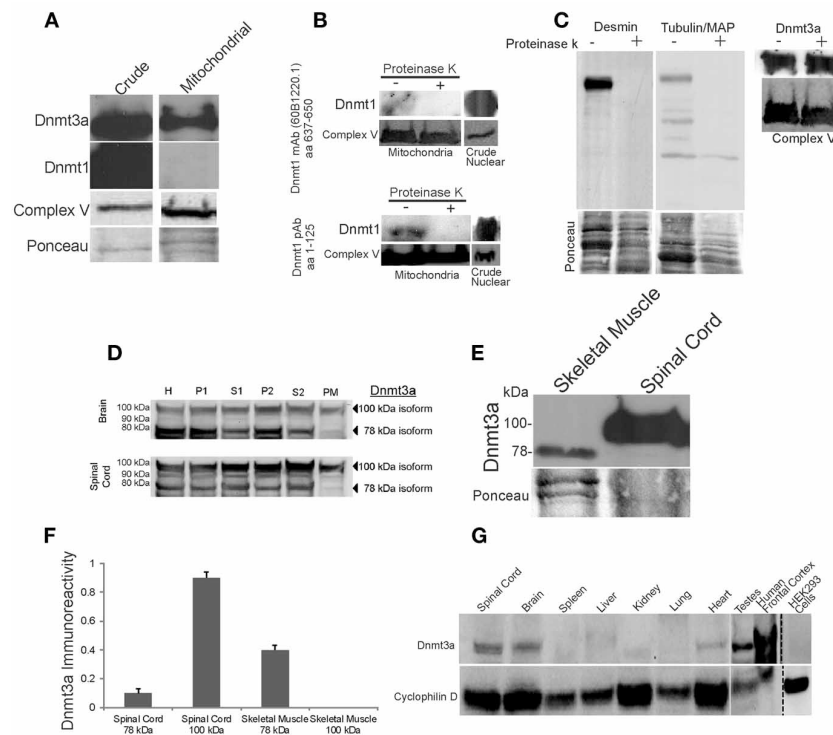 A
Crude
Mitochondrial
Dnmt3a
Dnmt1
Complex V
Ponceau
B
Dnmt1 mAb (60B1220.1)
aa 637-650
Proteinase K
- +
Dnmt1
Complex V
Mitochondria
Crude
Nuclear
Dnmt1 pAb
aa 1-125
Proteinase K
- +
Dnmt1
Complex V
Mitochondria
Crude
Nuclear
C
Desmin Tubulin/MAP Dnmt3a
Proteinase k - + - + - +
Complex V
Ponceau
D
H P1 S1 P2 S2 PM Dnmt3a
Brain
100 kDa
90 kDa
80 kDa
100 kDa isoform
78 kDa isoform
Spinal
Cord
100 kDa
90 kDa
80 kDa
100 kDa isoform
78 kDa isoform
E
Skeletal Muscle
Spinal Cord
kDa
Dnmt3a
100-
78-
Ponceau
F
Dnmt3a Immunoreactivity
1
0.8
0.6
0.4
0.2
0
Spinal Cord
78 kDa
Spinal Cord
100 kDa
Skeletal Muscle
78 kDa
Skeletal Muscle
100 kDa
G
Spinal Cord
Brain
Spleen
Liver
Kidney
Lung
Heart
Testes
Human
Frontal Cortex
HEK293
Cells
Dnmt3a
Cyclophilin D